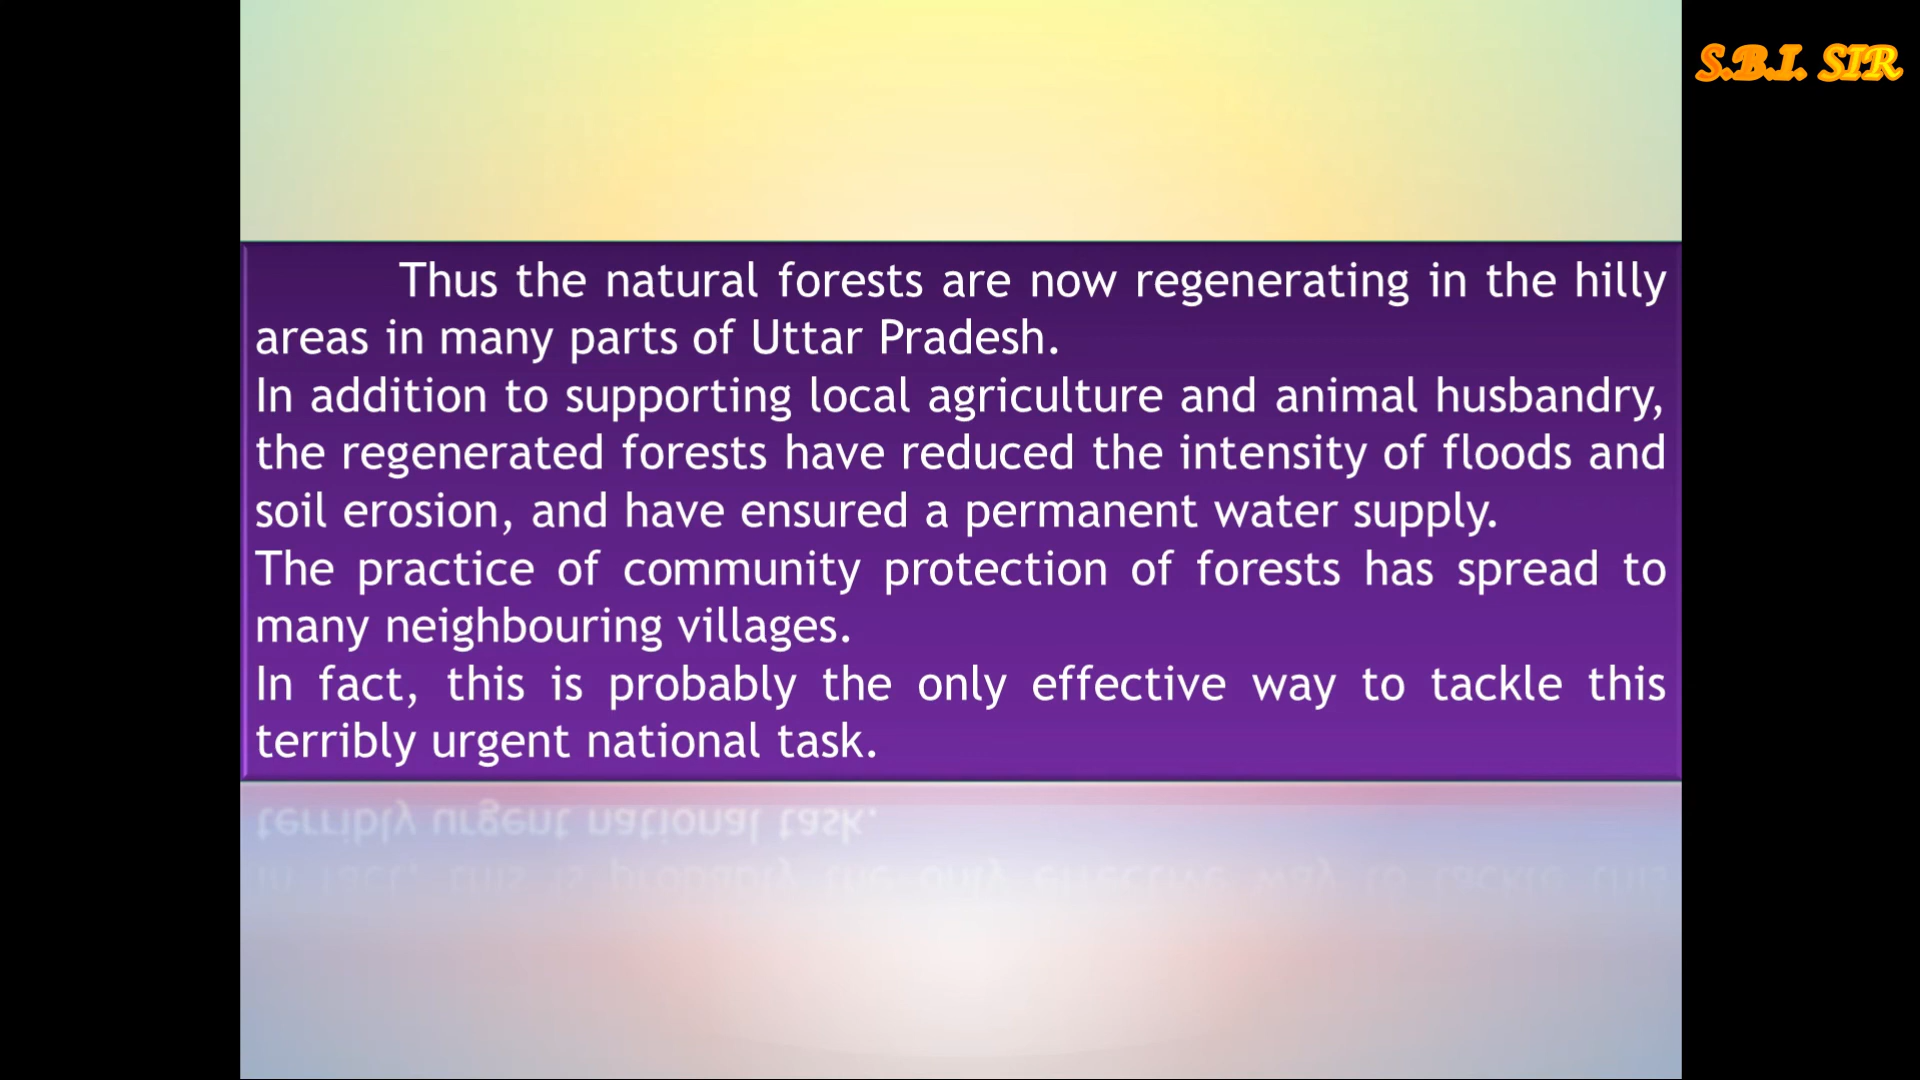 S.B.I. SIR
Thus the natural forests are now regenerating in the hilly
areas in many parts of Uttar Pradesh.
In addition to supporting local agriculture and animal husbandry,
the regenerated forests have reduced the intensity of floods and
soil erosion, and have ensured a permanent water supply.
The practice of community protection of forests has spread to
many neighbouring villages.
In fact, this is probably the only effective way to tackle this
terribly urgent national task.